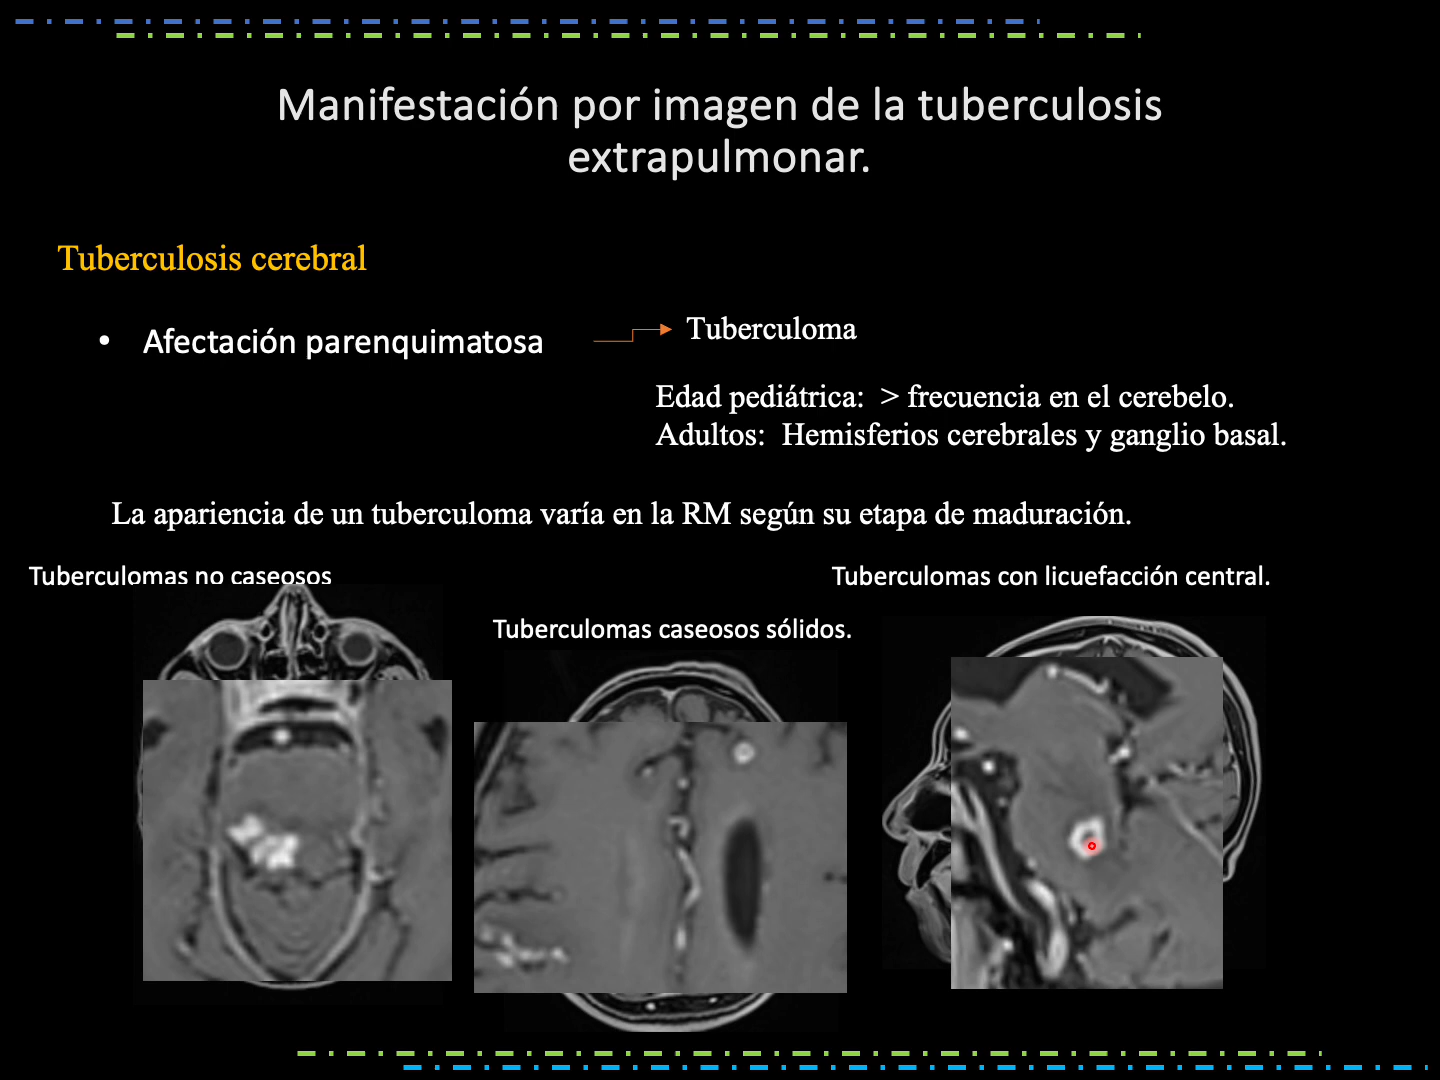 Manifestación por imagen de la tuberculosis
extrapulmonar.
Tuberculosis cerebral
• Afectación parenquimatosa
Tuberculoma
Edad pediátrica:  > frecuencia en el cerebelo.
Adultos:  Hemisferios cerebrales y ganglio basal.
La apariencia de un tuberculoma varía en la RM según su etapa de maduración.
Tuberculomas no caseosos
Tuberculomas caseosos sólidos.
Tuberculomas con licuefacción central.